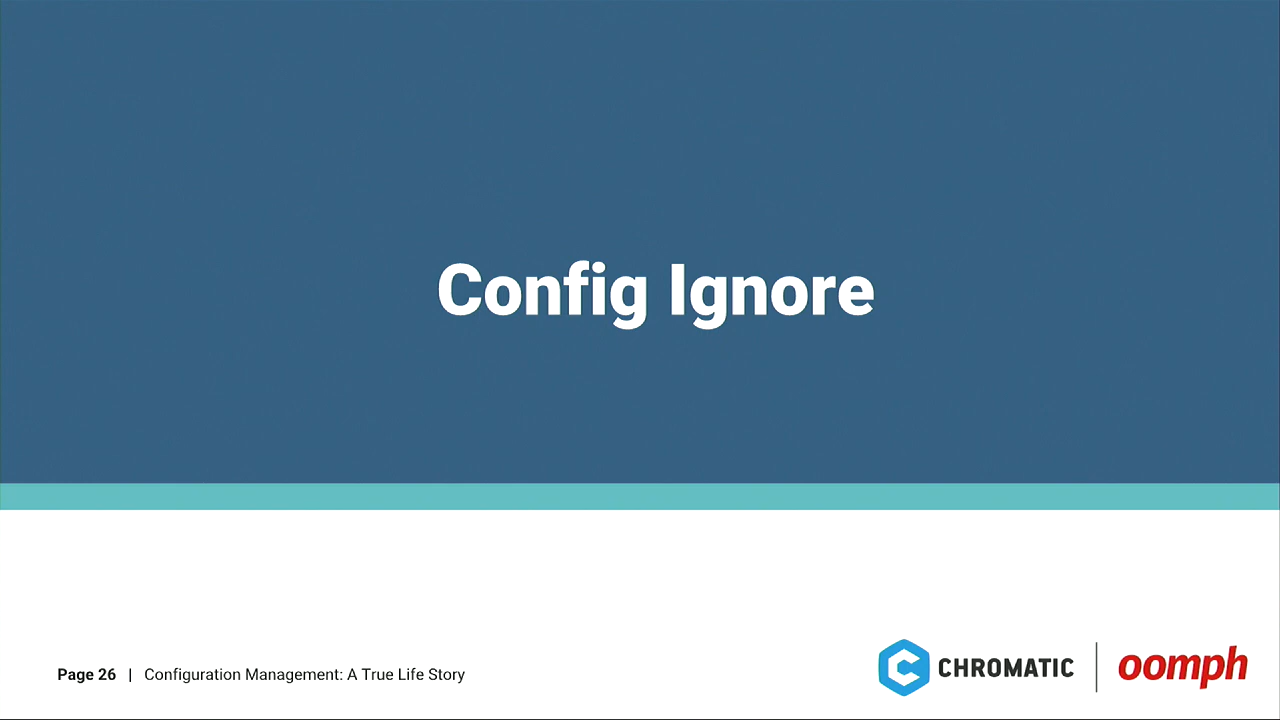 Config Ignore
Page 26 | Configuration Management: A True Life Story
CHROMATIC | oomph